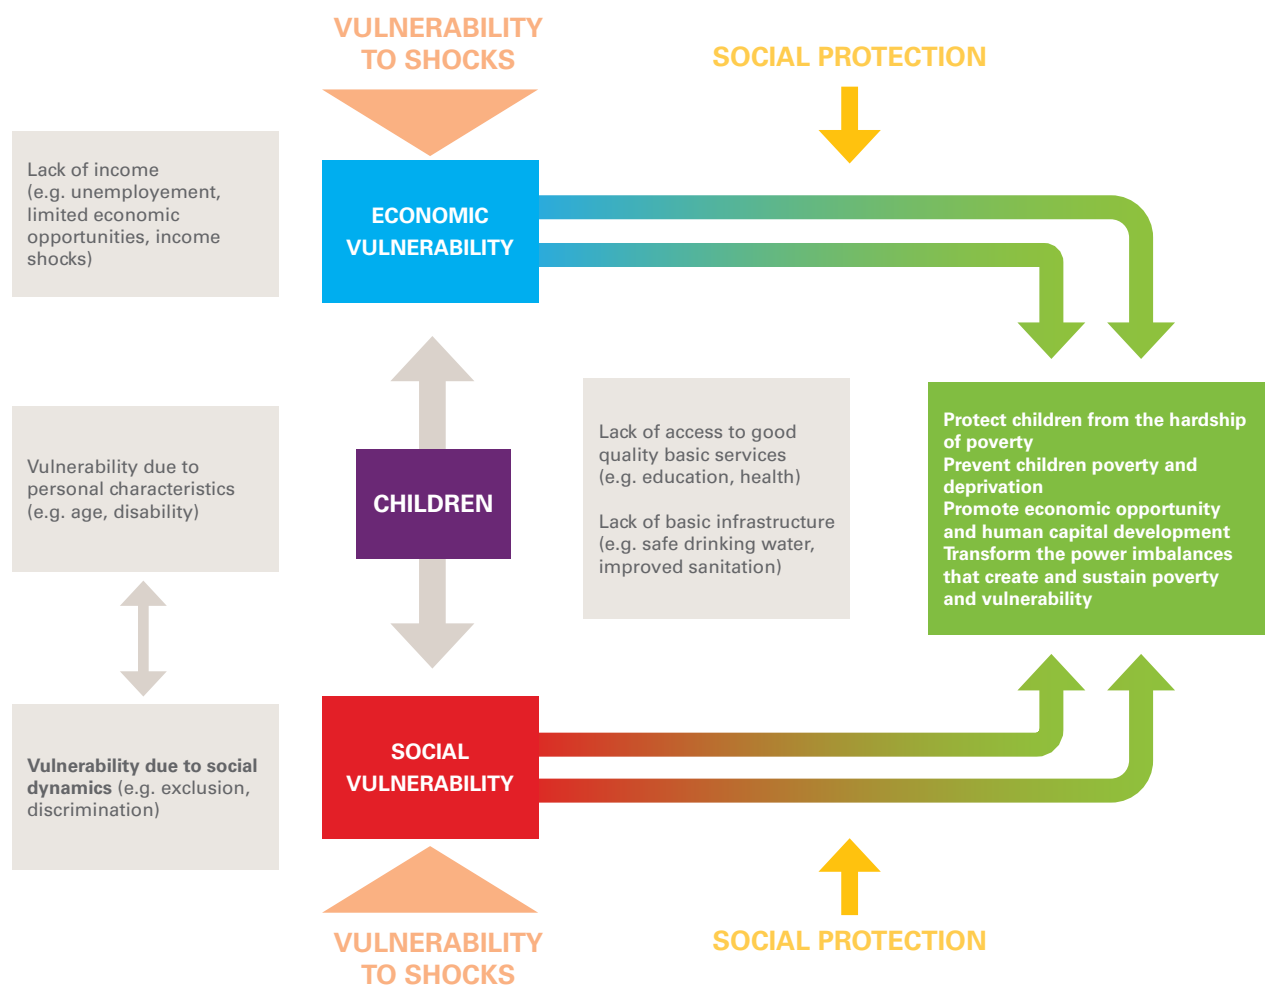 VULNERABILITY
TO SHOCKS
SOCIAL PROTECTION
Lack of income
(e.g. unemployement,
limited economic
opportunities, income
shocks)
ECONOMIC
VULNERABILITY
Vulnerability due to
personal characteristics
(e.g. age, disability)
CHILDREN
Lack of access to good
quality basic services
(e.g. education, health)
Lack of basic infrastructure
(e.g. safe drinking water,
improved sanitation)
Protect children from the hardship
of poverty
Prevent children poverty and
deprivation
Promote economic opportunity
and human capital development
Transform the power imbalances
that create and sustain poverty
and vulnerability
Vulnerability due to social
dynamics (e.g. exclusion,
discrimination)
SOCIAL
VULNERABILITY
VULNERABILITY
TO SHOCKS
SOCIAL PROTECTION